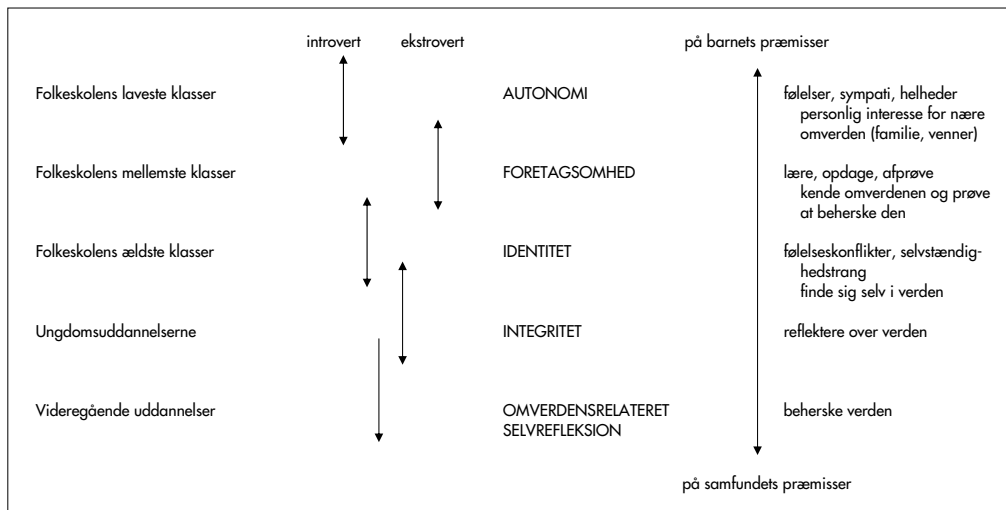 introvert ekstrovert på barnets præmisser
Folkeskolens laveste klasser AUTONOMI følelser, sympati, helheder
personlig interesse for nære
omverden (familie, venner)
Folkeskolens mellemste klasser FORETAGSOMHED lære, opdage, afprøve
kende omverdenen og prøve
at beherske den
Folkeskolens ældste klasser IDENTITET følelseskonflikter, selvstændig-
hedstrang
finde sig selv i verden
Ungdomsuddannelserne INTEGRITET reflektere over verden
Videregående uddannelser OMVERDENSRELATERET beherske verden
SELVREFLEKSION
på samfundets præmisser